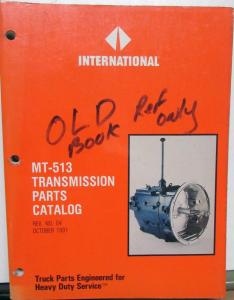 INTERNATIONAL
OLD Ref
Book only
MT-513
TRANSMISSION
PARTS
CATALOG
REV. NO. 04
OCTOBER 1991
Truck Parts Engineered for
Heavy Duty Service™